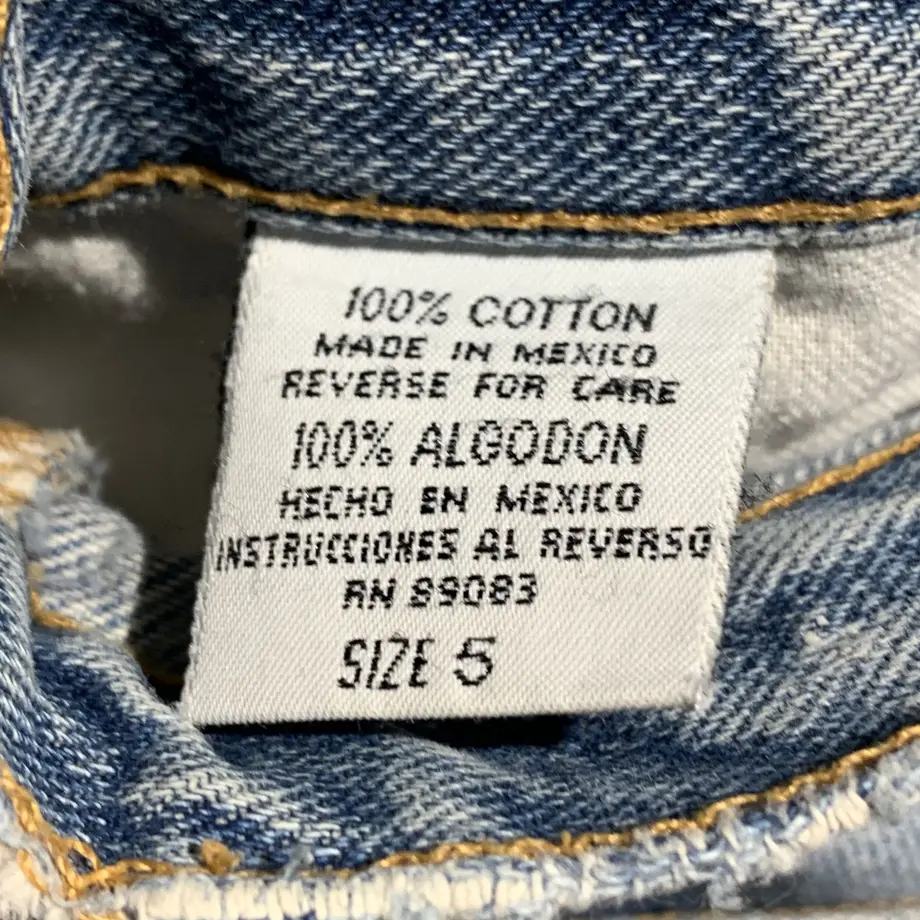 100% COTTON
MADE IN MEXICO
REVERSE FOR CARE
100% ALGODON
HECHO EN MEXICO
INSTRUCCIONES AL REVERSO
RN 89083
SIZE 5